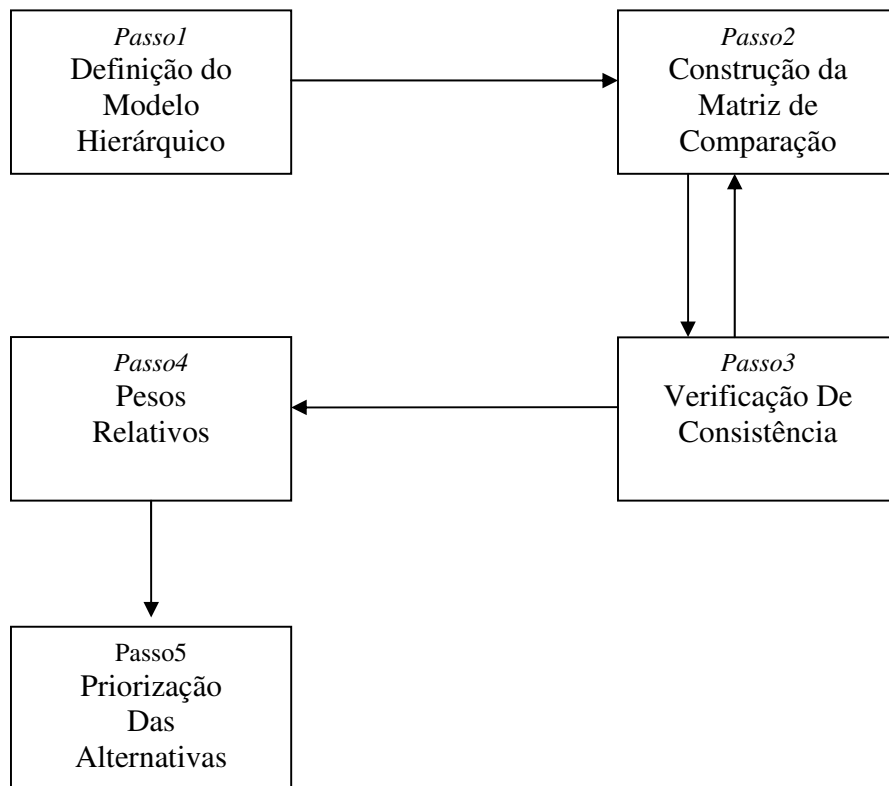 Passo1
Definição do
Modelo
Hierárquico
Passo2
Construção da
Matriz de
Comparação
Passo3
Verificação De
Consistência
Passo4
Pesos
Relativos
Passo5
Priorização
Das
Alternativas